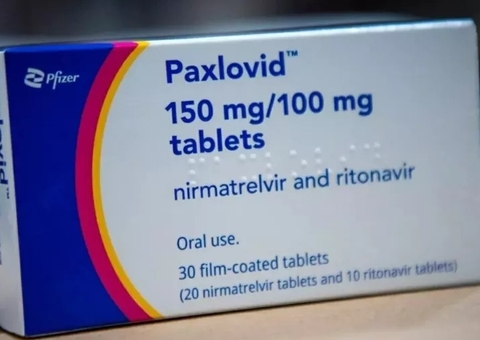 Pfizer
Paxlovid™
150 mg/100 mg
tablets
nirmatrelvir and ritonavir
Oral use.
30 film-coated tablets
(20 nirmatrelvir tablets and 10 ritonavir tablets)